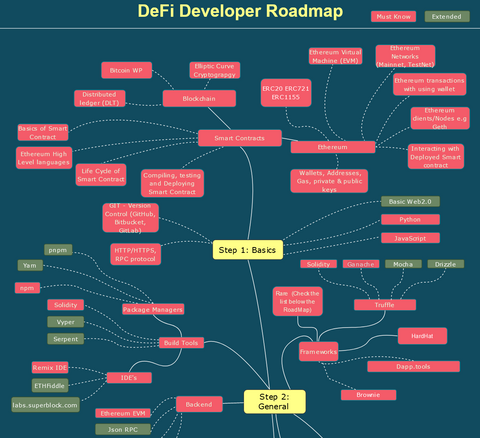 DeFi Developer Roadmap
Must Know
Extended
Bitcoin WP
Elliptic Curve
Cryptograpgy
Distributed
ledger (DLT)
Blockchain
Ethereum Virtual
Machine (EVM)
Ethereum
Networks
(Mainnet, TestNet)
ERC20 ERC721
ERC1155
Ethereum transactions
with using wallet
Ethereum
clients/Nodes e.g
Geth
Basics of Smart
Contract
Smart Contracts
Ethereum
Ethereum High
Level languages
Interacting with
Deployed Smart
contract
Life Cycle of
Smart Contract
Compiling, testing
and Deploying
Smart Contract
Wallets, Addresses,
Gas, private & public
keys
GIT - Version
Control (GitHub,
Bitbucket,
GitLab)
Basic Web2.0
Python
HTTP/HTTPS,
RPC protocol
Step 1: Basics
JavaScript
pnpm
Yarn
npm
Package Managers
Solidity
Vyper
Serpent
Build Tools
Solidity
Ganache
Mocha
Drizzle
Rare (Check the
list below the
RoadMap)
Truffle
HardHat
Frameworks
Dapp.tools
Brownie
Remix IDE
ETHFiddle
labs.superblock.com
IDE's
Step 2:
General
Backend
Ethereum EVM
Json RPC